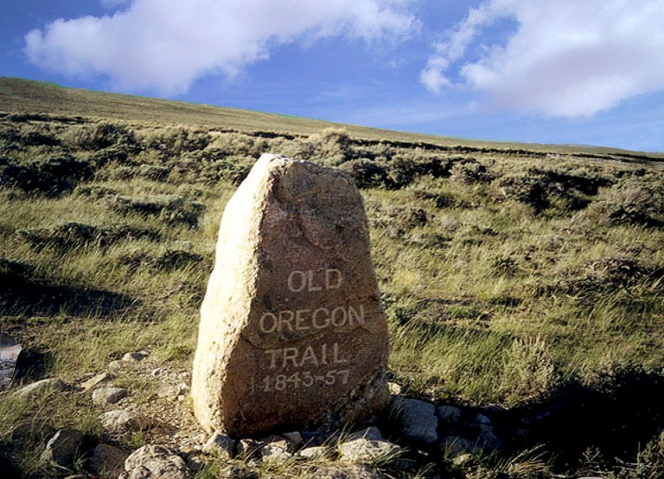 OLD
OREGON
TRAIL
1843-57